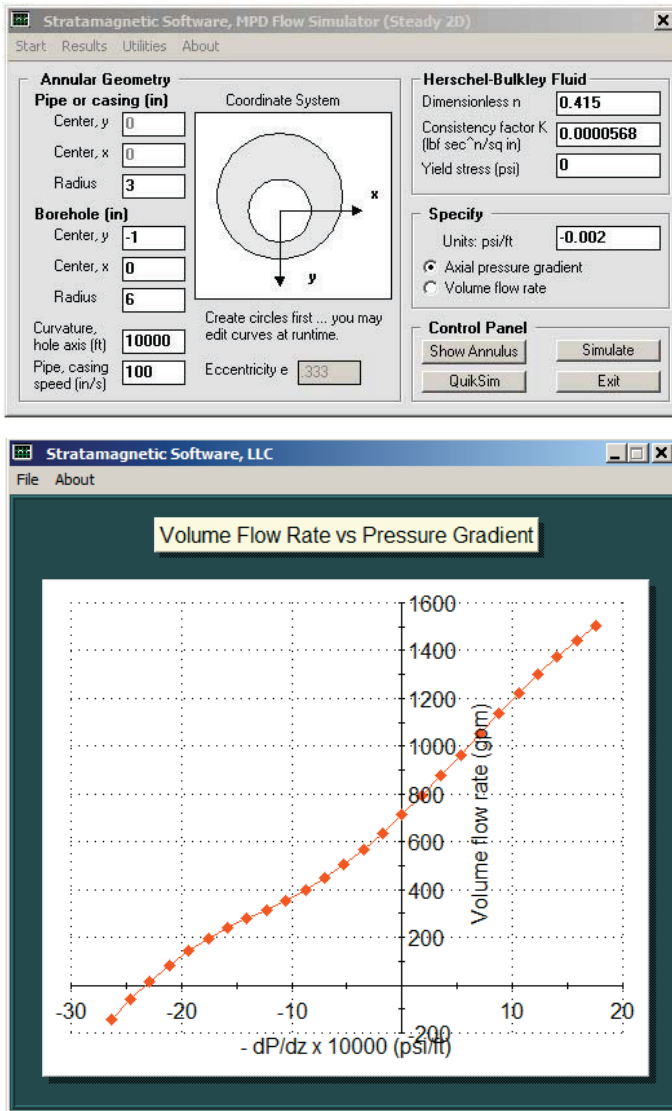 Stratamagnetic Software, MPD Flow Simulator (Steady 2D)
Start Results Utilities About
Annular Geometry
Pipe or casing (in)
Center, y 0
Center, x 0
Radius 3
Borehole (in)
Center, y -1
Center, x 0
Radius 6
Curvature,
hole axis (ft) 10000
Pipe, casing
speed (in/s) 100
Coordinate System
x
y
Create circles first ... you may
edit curves at runtime.
Eccentricity e .333
Herschel-Bulkley Fluid
Dimensionless n 0.415
Consistency factor K
(lbf sec^n/sq in) 0.0000568
Yield stress (psi) 0
Specify
Units: psi/ft -0.002
Axial pressure gradient
Volume flow rate
Control Panel
Show Annulus Simulate
QuikSim Exit
Stratamagnetic Software, LLC
File About
Volume Flow Rate vs Pressure Gradient
1600
1400
1200
1000
800
600
400
200
-200
Volume flow rate (gpm)
-30 -20 -10 10 20
- dP/dz x 10000 (psi/ft)